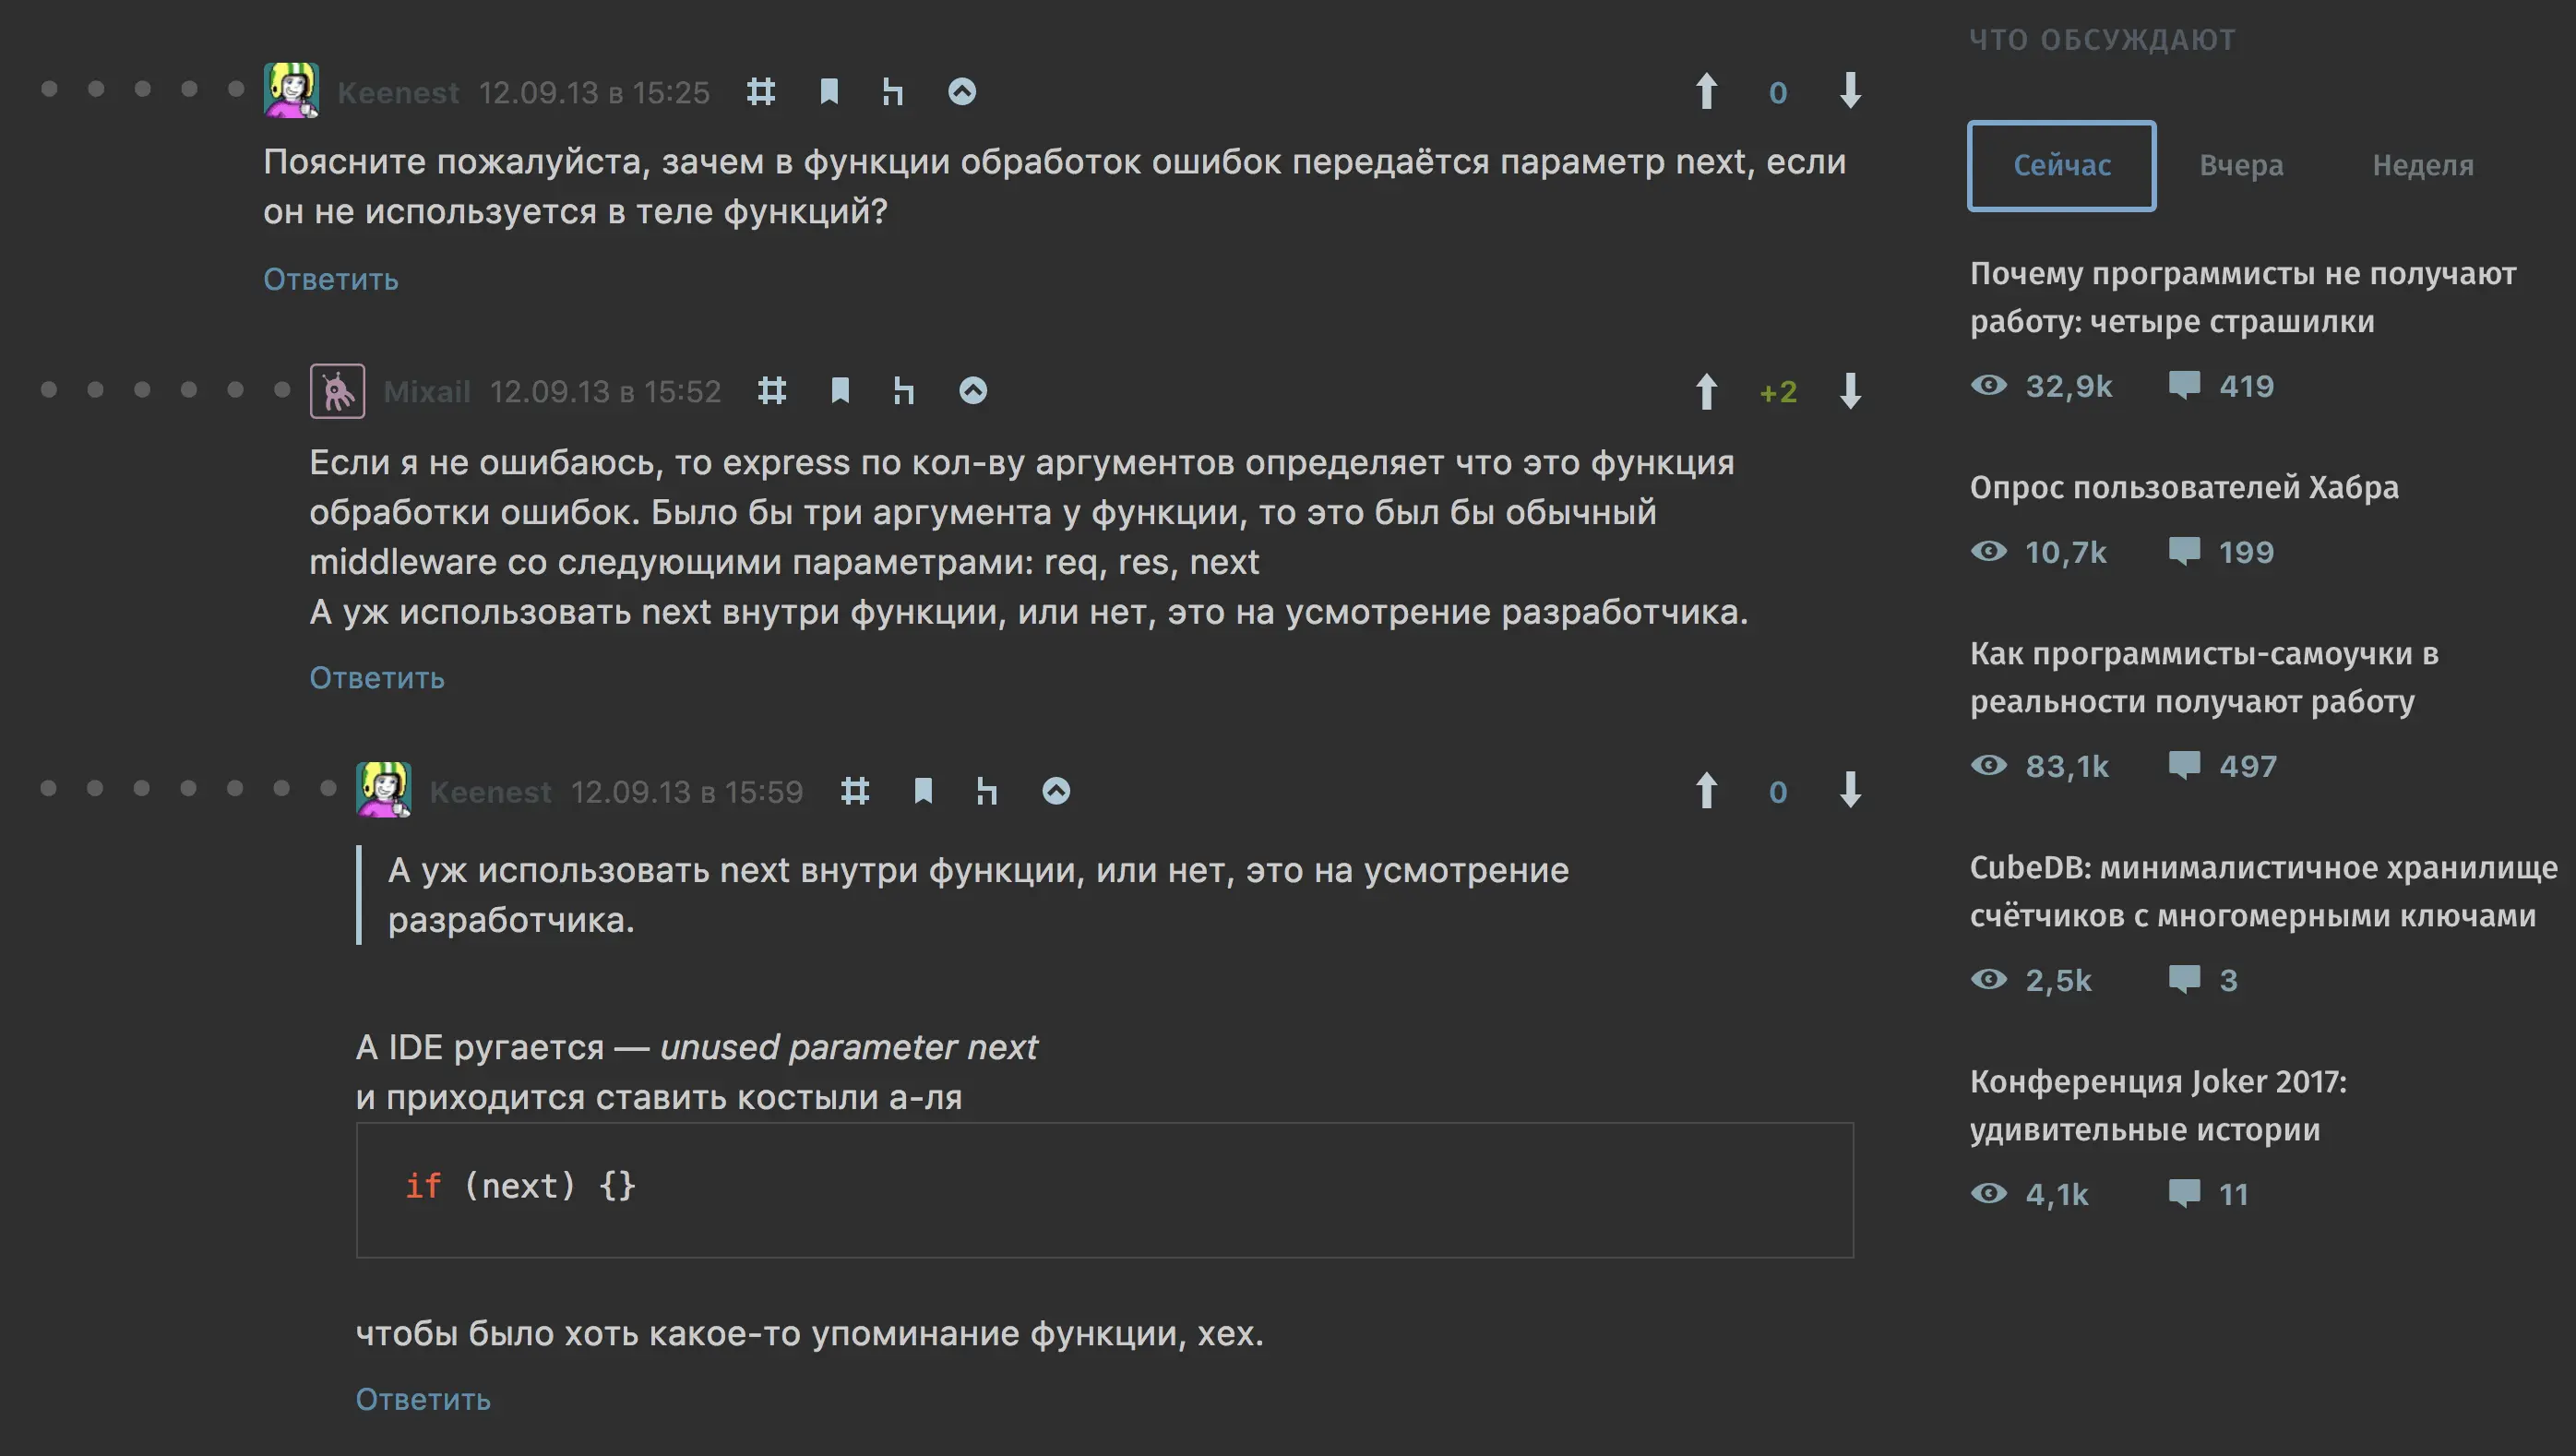 Keenest 12.09.13 в 15:25
0
Поясните пожалуйста, зачем в функции обработок ошибок передаётся параметр next, если
он не используется в теле функций?
Ответить
Mixail 12.09.13 в 15:52
+2
Если я не ошибаюсь, то express по кол-ву аргументов определяет что это функция
обработки ошибок. Было бы три аргумента у функции, то это был бы обычный
middleware со следующими параметрами: req, res, next
А уж использовать next внутри функции, или нет, это на усмотрение разработчика.
Ответить
Keenest 12.09.13 в 15:59
0
А уж использовать next внутри функции, или нет, это на усмотрение
разработчика.
А IDE ругается — unused parameter next
и приходится ставить костыли а-ля
if (next) {}
чтобы было хоть какое-то упоминание функции, хех.
Ответить
ЧТО ОБСУЖДАЮТ
Сейчас Вчера Неделя
Почему программисты не получают
работу: четыре страшилки
32,9k 419
Опрос пользователей Хабра
10,7k 199
Как программисты-самоучки в
реальности получают работу
83,1k 497
CubeDB: минималистичное хранилище
счётчиков с многомерными ключами
2,5k 3
Конференция Joker 2017:
удивительные истории
4,1k 11